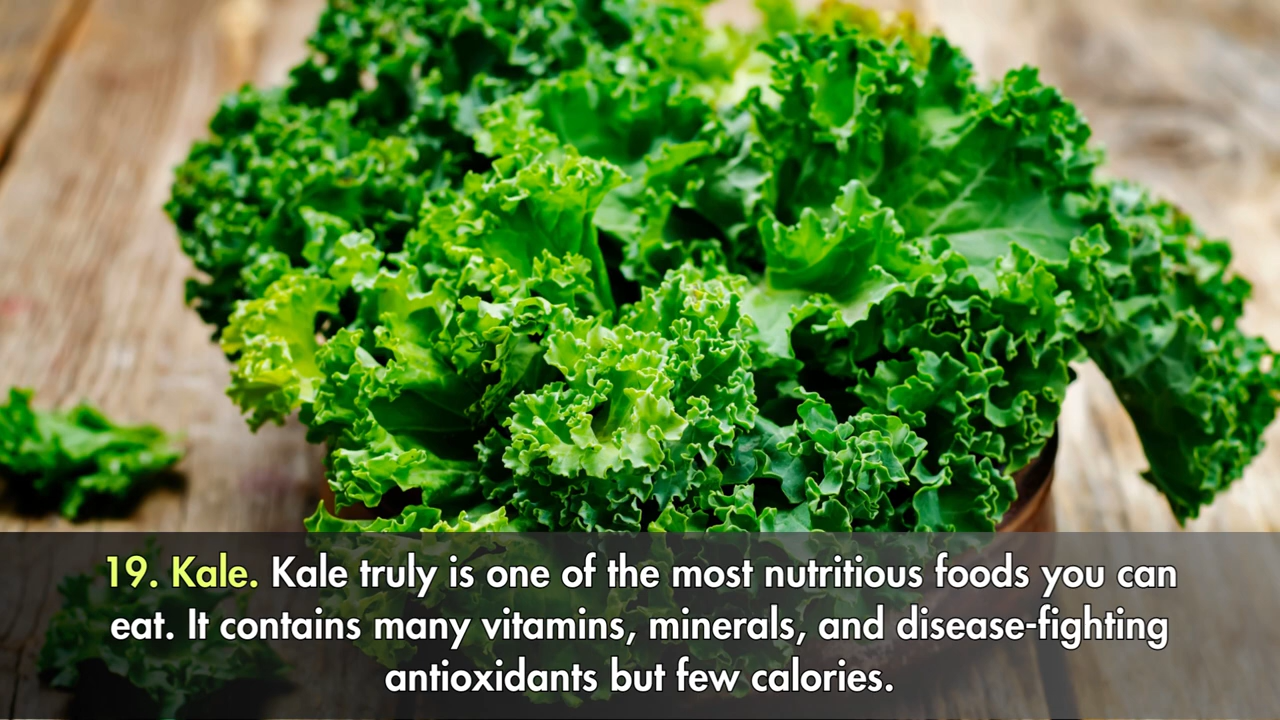 19. Kale. Kale truly is one of the most nutritious foods you can
eat. It contains many vitamins, minerals, and disease-fighting
antioxidants but few calories.